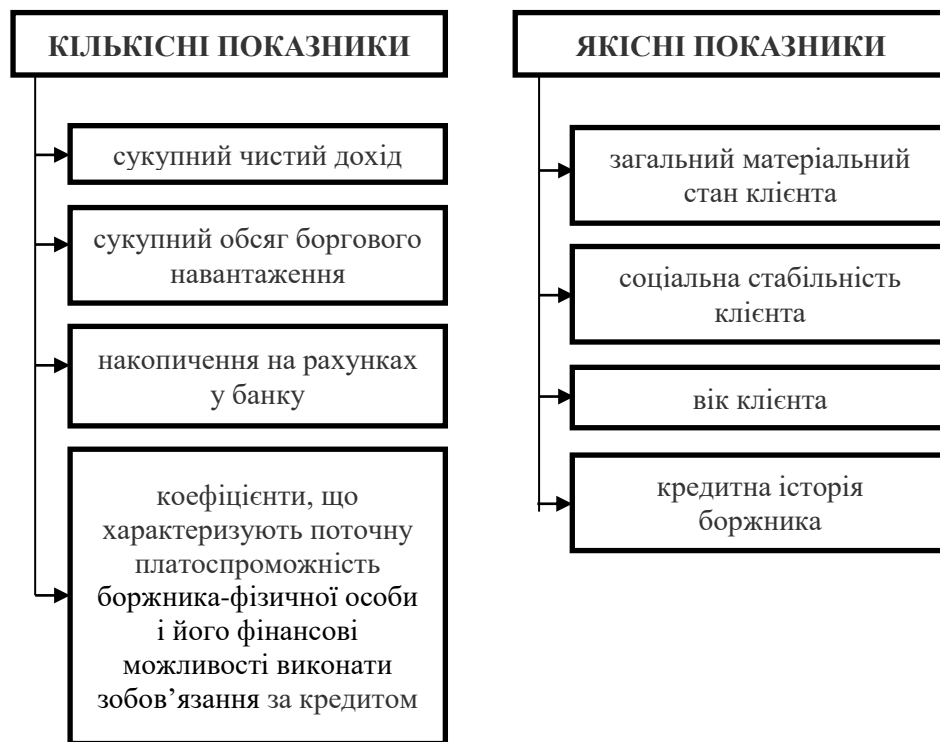 КІЛЬКІСНІ ПОКАЗНИКИ
сукупний чистий дохід
сукупний обсяг боргового
навантаження
накопичення на рахунках
у банку
коефіцієнти, що
характеризують поточну
платоспроможність
боржника-фізичної особи
і його фінансові
можливості виконати
зобов’язання за кредитом
ЯКІСНІ ПОКАЗНИКИ
загальний матеріальний
стан клієнта
соціальна стабільність
клієнта
вік клієнта
кредитна історія
боржника